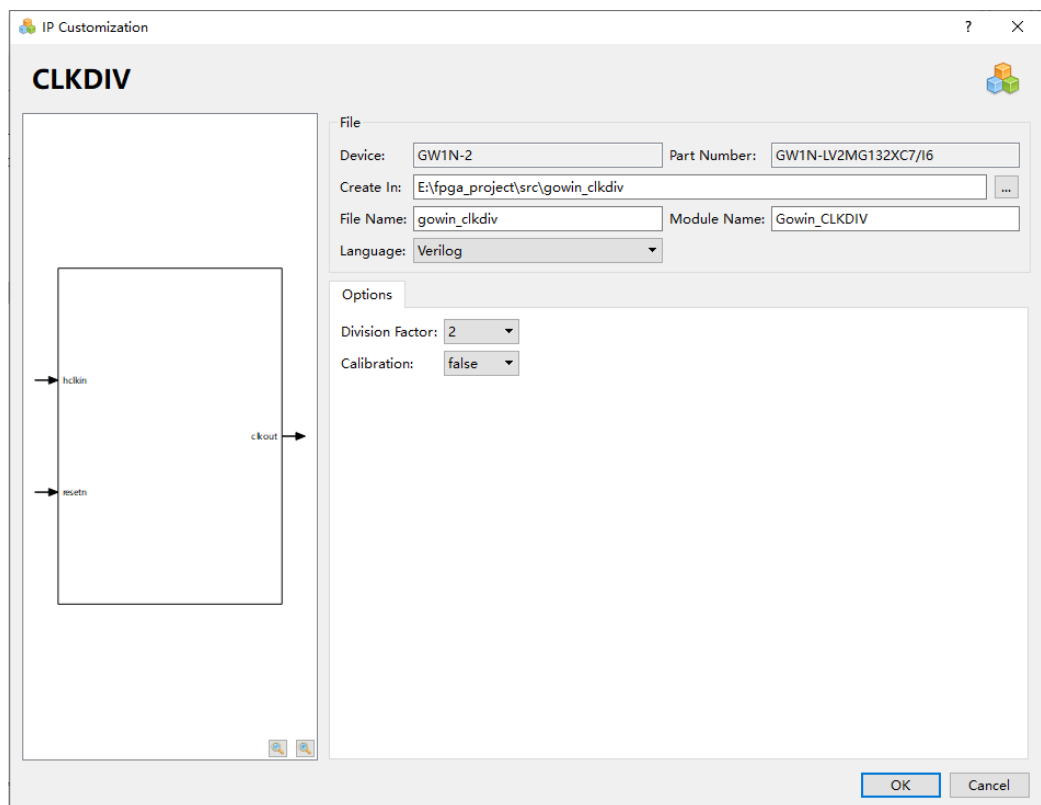 IP Customization
?
CLKDIV
File
Device: GW1N-2 Part Number: GW1N-LV2MG132XC7/I6
Create In: E:\fpga_project\src\gowin_clkdiv ...
File Name: gowin_clkdiv Module Name: Gowin_CLKDIV
Language: Verilog
Options
Division Factor: 2
Calibration: false
hclkin
clkout
resetn
OK Cancel